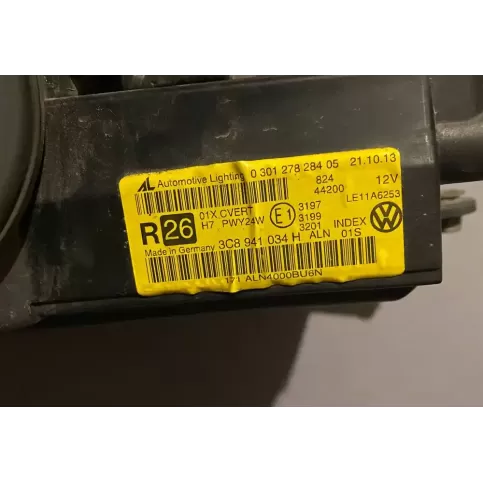 AL Automotive Lighting 0 301 278 284 05 21.10.13
824 12V
44200 LE11A6253
R 26 01X,CVERT E1 3197
H7 PWY24W 3199
3201 INDEX
Made in Germany 3C8 941 034 H ALN 01S
171 ALN4000BU6N